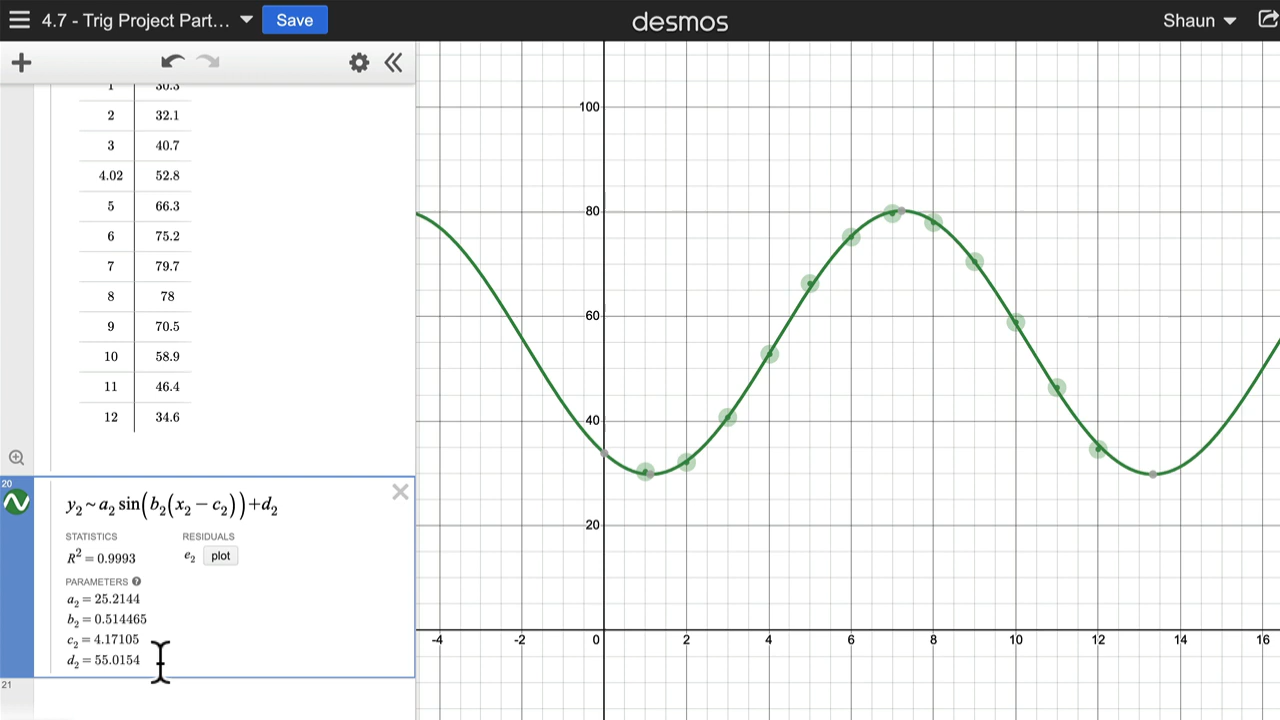 4.7 - Trig Project Part...
Save
desmos
Shaun
1 30.3
2 32.1
3 40.7
4.02 52.8
5 66.3
6 75.2
7 79.7
8 78
9 70.5
10 58.9
11 46.4
12 34.6
20
y₂ ~ a₂ sin(b₂(x₂ − c₂))+d₂
STATISTICS RESIDUALS
R² = 0.9993 e₂ plot
PARAMETERS ?
a₂ = 25.2144
b₂ = 0.514465
c₂ = 4.17105
d₂ = 55.0154
21
100
80
60
40
20
-4 -2 0 2 4 6 8 10 12 14 16